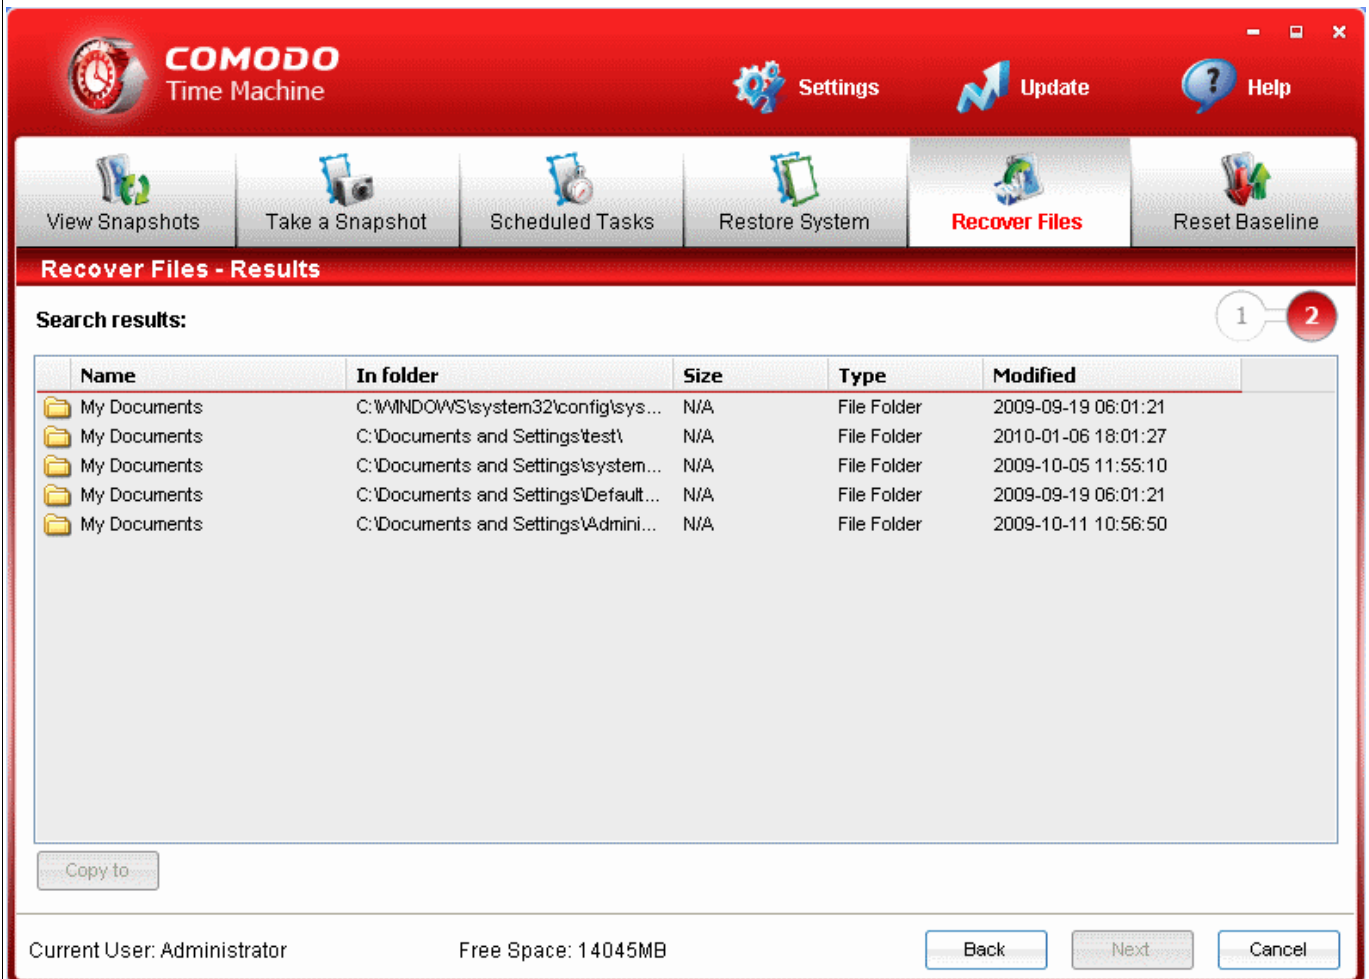 COMODO
Time Machine
Settings
Update
? Help
View Snapshots
Take a Snapshot
Scheduled Tasks
Restore System
Recover Files
Reset Baseline
Recover Files - Results
Search results:
1 2
Name In folder Size Type Modified
My Documents C:\WINDOWS\system32\config\sys... N/A File Folder 2009-09-19 06:01:21
My Documents C:\Documents and Settings\test\ N/A File Folder 2010-01-06 18:01:27
My Documents C:\Documents and Settings\system... N/A File Folder 2009-10-05 11:55:10
My Documents C:\Documents and Settings\Default... N/A File Folder 2009-09-19 06:01:21
My Documents C:\Documents and Settings\Admini... N/A File Folder 2009-10-11 10:56:50
Copy to
Current User: Administrator Free Space: 14045MB Back Next Cancel